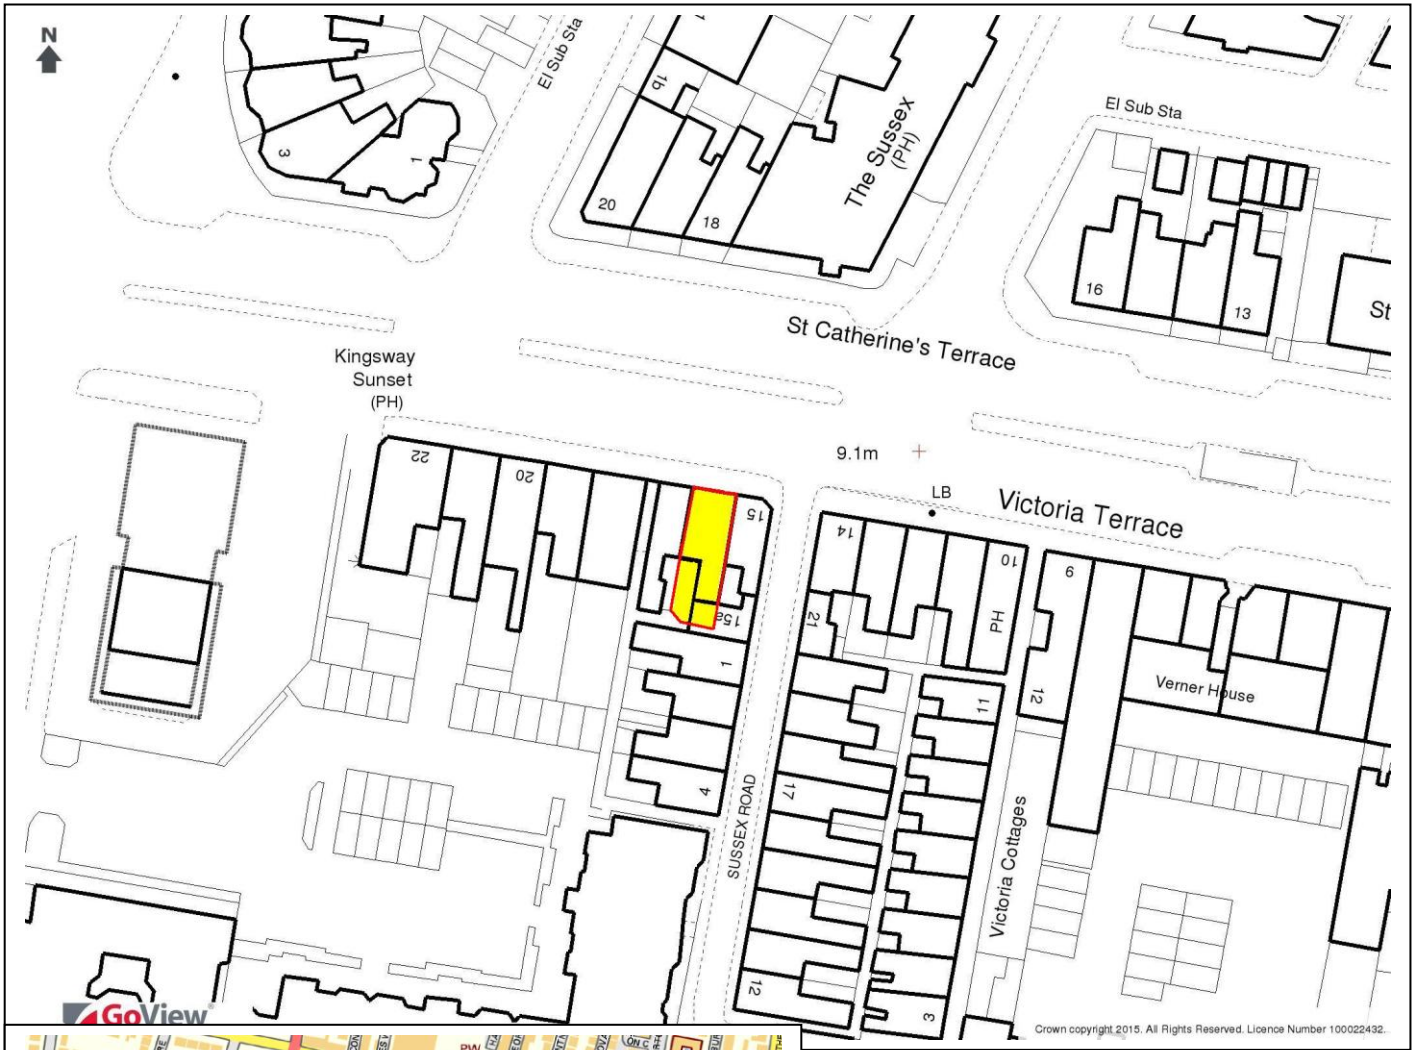 N
El Sub Sta
1b
3
1
The Sussex
(PH)
El Sub Sta
20
18
16
13
St
St Catherine's Terrace
Kingsway
Sunset
(PH)
9.1m
LB
Victoria Terrace
22
20
15
14
10
9
PH
15a
21
1
12
11
Verner House
4
17
SUSSEX ROAD
Victoria Cottages
12
3
GoView
Crown copyright 2015. All Rights Reserved. Licence Number 100022432.
PW